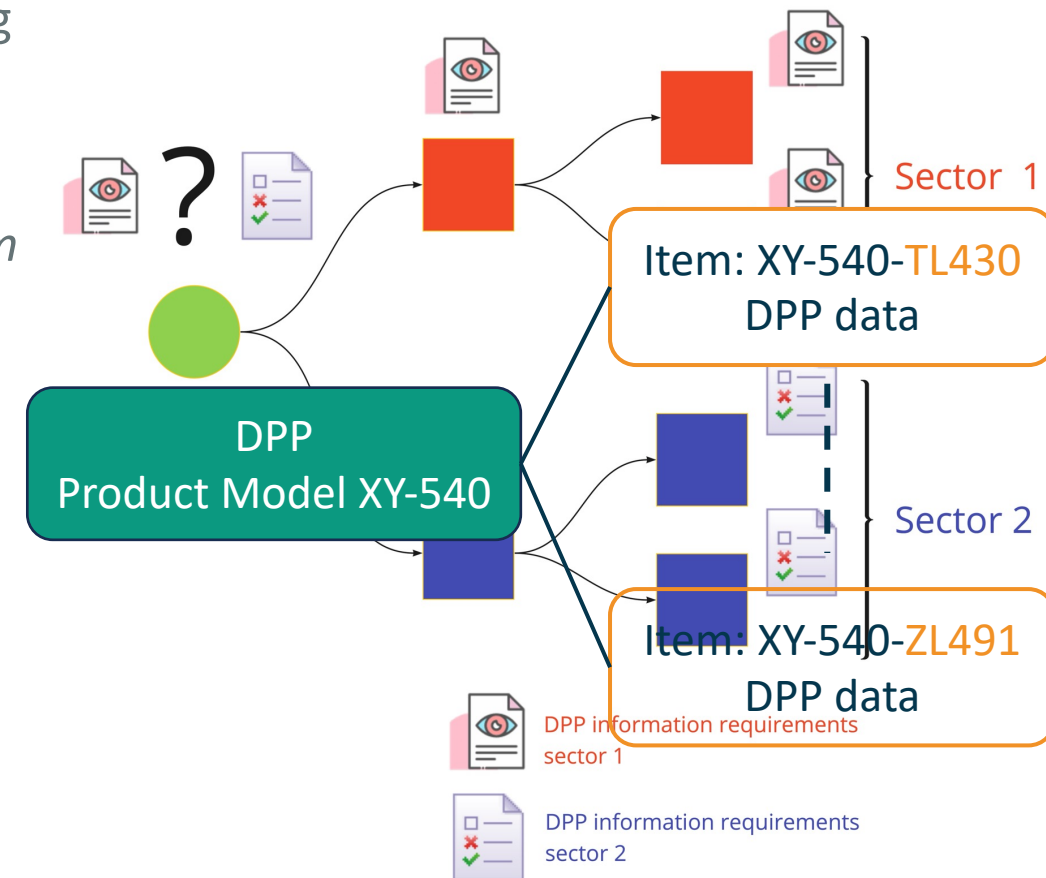 g
n
?
Sector 1
Item: XY-540-TL430
DPP data
DPP
Product Model XY-540
Sector 2
Item: XY-540-ZL491
DPP data
DPP information requirements
sector 1
DPP information requirements
sector 2